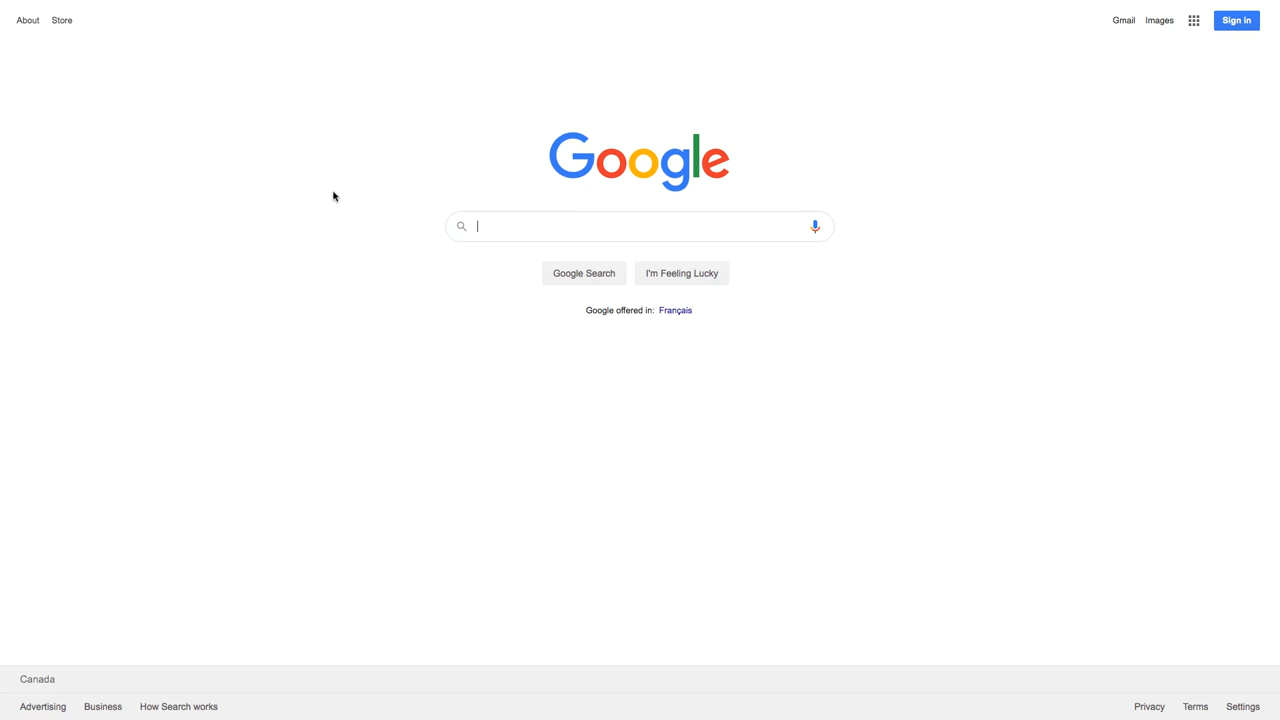 About Store Gmail Images Sign in
Google
Google Search I'm Feeling Lucky
Google offered in: Français
Canada
Advertising Business How Search works Privacy Terms Settings